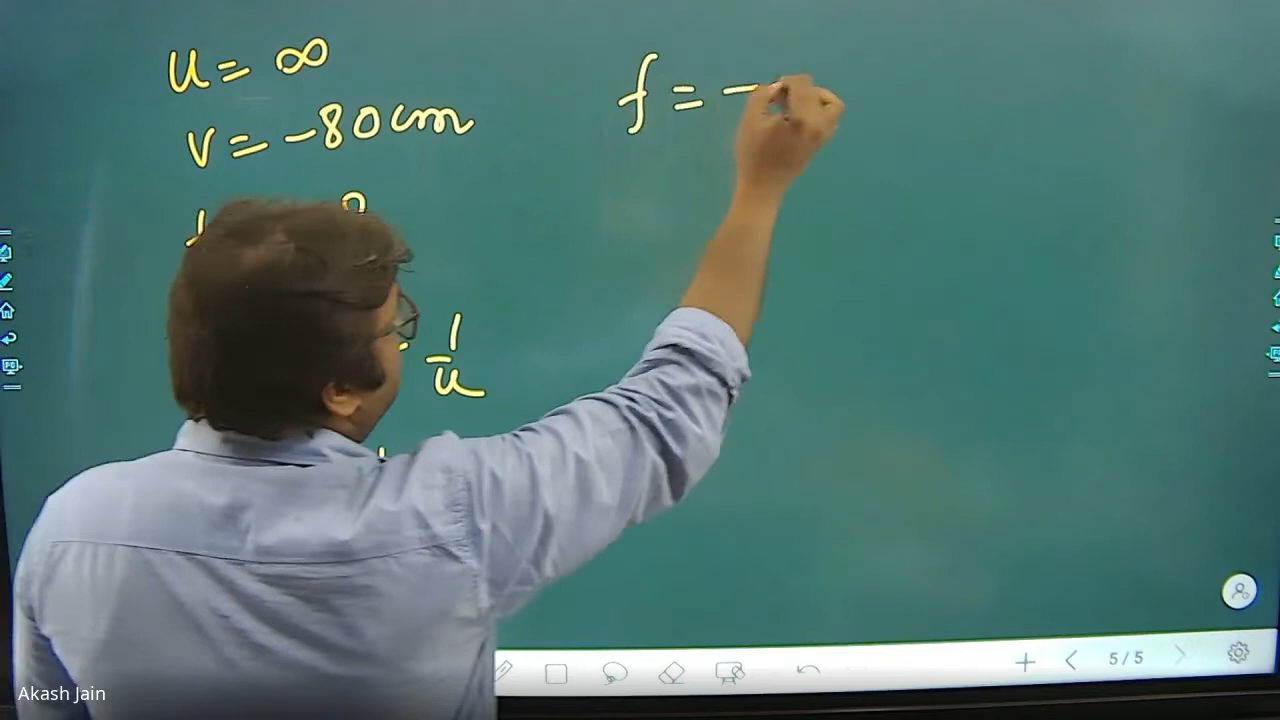 u = ∞
v = -80 cm
f = -
1
u
5/5
Akash Jain